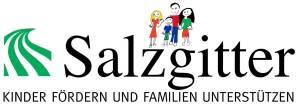 Salzgitter
KINDER FÖRDERN UND FAMILIEN UNTERSTÜTZEN